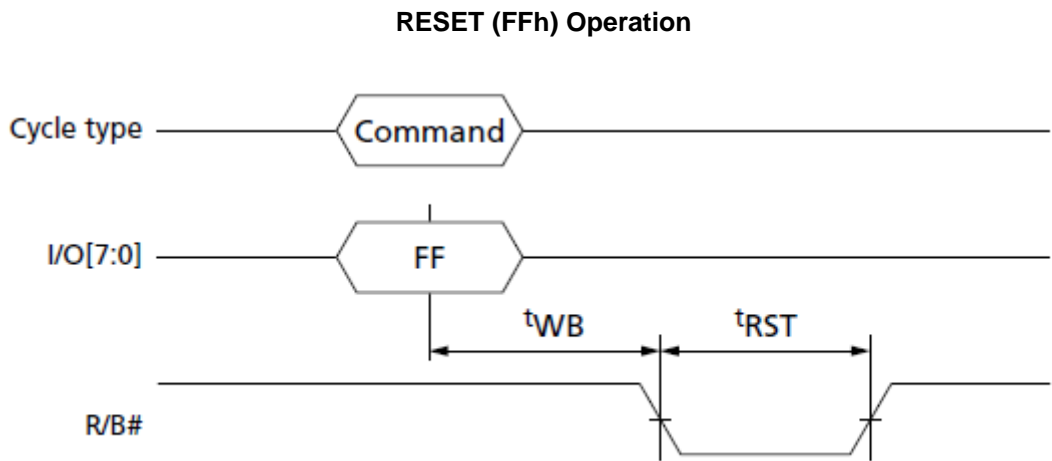 RESET (FFh) Operation
Cycle type
Command
I/O[7:0]
FF
tWB
tRST
R/B#